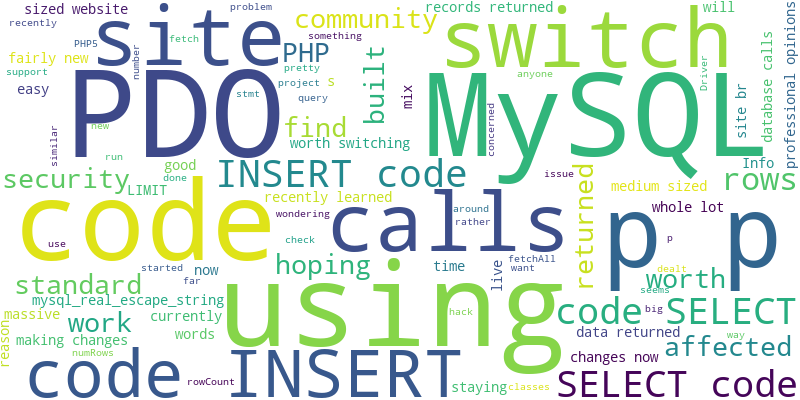 sized website
problem
records returned
will
recently
site
community
switch
professional opinions
PHP5
number
fetch
something
PHP
fairly new
pretty
built
support
PDO
project
S
mix
MySQL
anyone
Driver
database calls
easy
stmt
query
site br
similar
new
find
concerned
worth switching
run
good
INSERT code
issue
Info
security
done
rows
LIMIT
recently learned
returned
medium sized
code
calls
around
whole lot
wondering
rather
p p
use
check
p
started
now
hoping
time
live
fetchAll
want
dealt
far
seems
worth
standard
using
mysql_real_escape_string
massive
work
currently
hack
code SELECT
big
reason
words
data returned
way
making changes
affected
numRows
changes now
code INSERT
rowCount
staying
classes
SELECT code